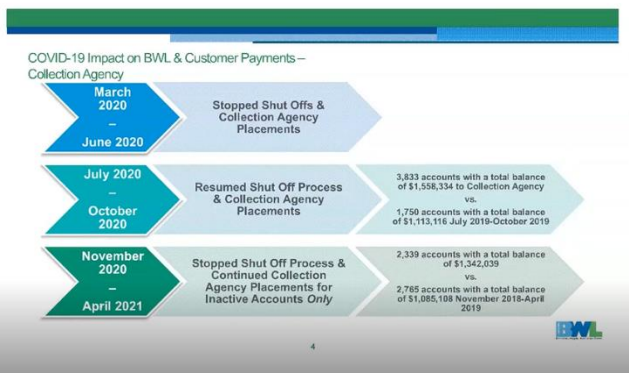 COVID-19 Impact on BWL & Customer Payments –
Collection Agency
March
2020
–
June 2020
Stopped Shut Offs &
Collection Agency
Placements
July 2020
–
October
2020
Resumed Shut Off Process
& Collection Agency
Placements
3,833 accounts with a total balance
of $1,558,334 to Collection Agency
vs.
1,750 accounts with a total balance
of $1,113,116 July 2019-October 2019
November
2020
–
April 2021
Stopped Shut Off Process &
Continued Collection
Agency Placements for
Inactive Accounts Only
2,339 accounts with a total balance
of $1,342,039
vs.
2,765 accounts with a total balance
of $1,085,108 November 2018-April
2019
BWL
4